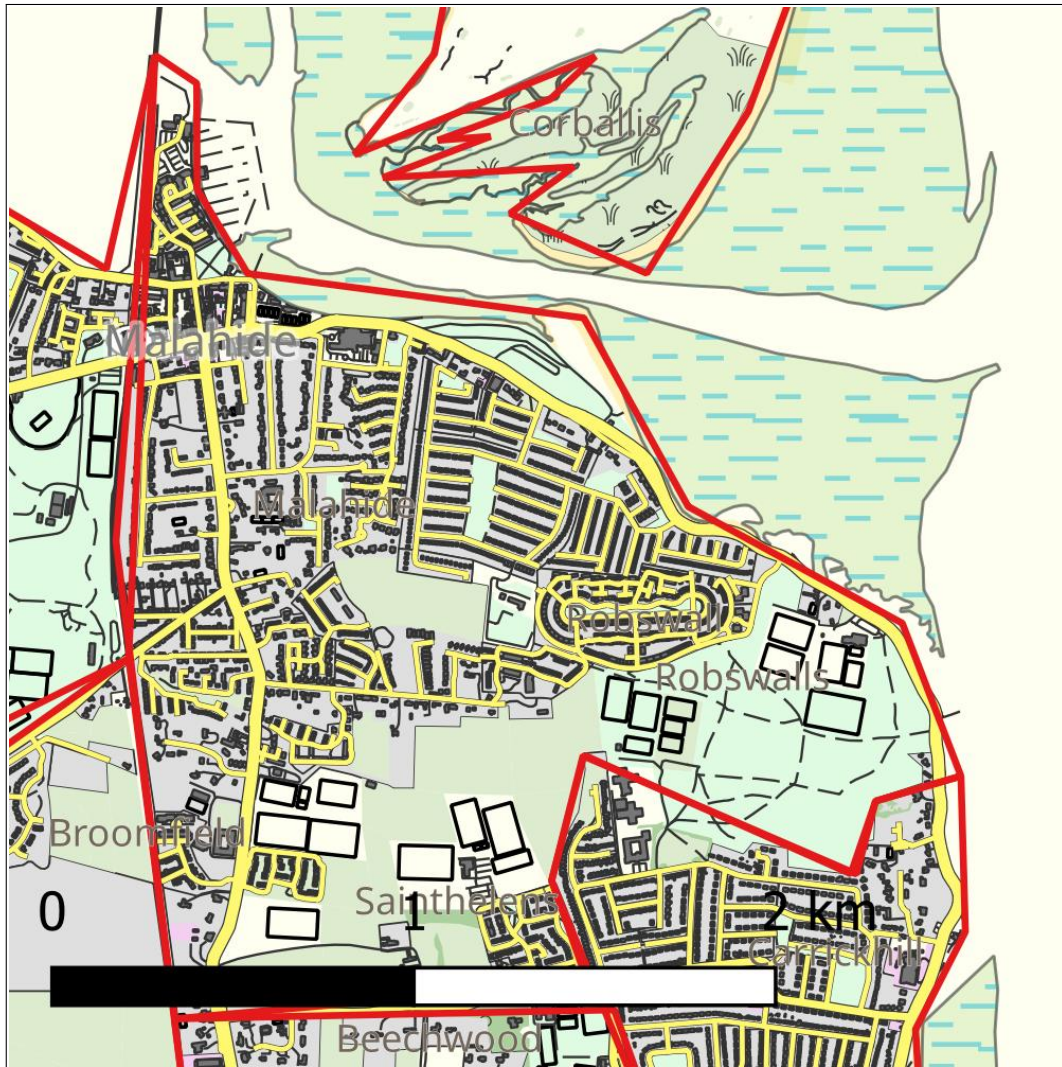 Corballis
Malahide
Malahide
Robswall
Robswalls
Broomfield
Sainthelens
0
1
2 km
Carrickhill
Beechwood